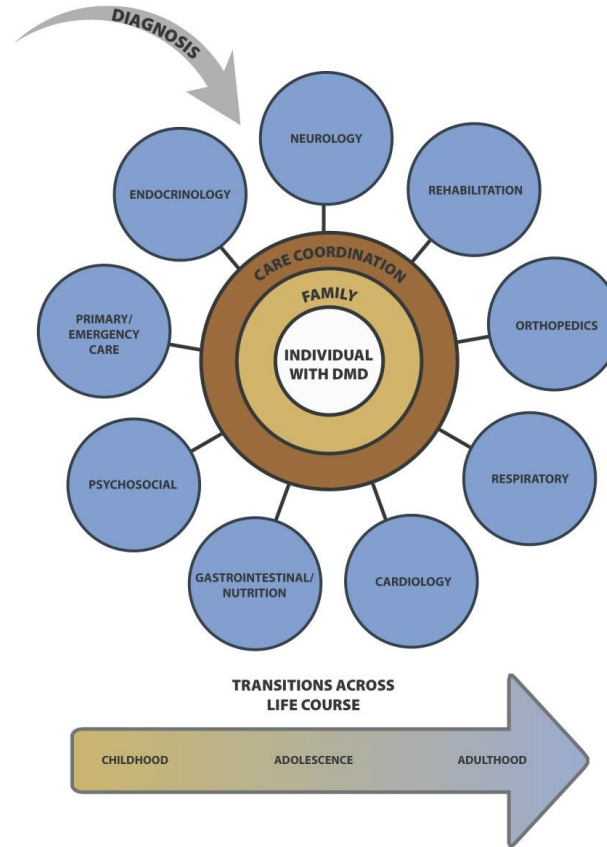 DIAGNOSIS
NEUROLOGY
ENDOCRINOLOGY
REHABILITATION
CARE COORDINATION
FAMILY
PRIMARY/
EMERGENCY
CARE
ORTHOPEDICS
INDIVIDUAL
WITH DMD
PSYCHOSOCIAL
RESPIRATORY
GASTROINTESTINAL/
NUTRITION
CARDIOLOGY
TRANSITIONS ACROSS
LIFE COURSE
CHILDHOOD
ADOLESCENCE
ADULTHOOD